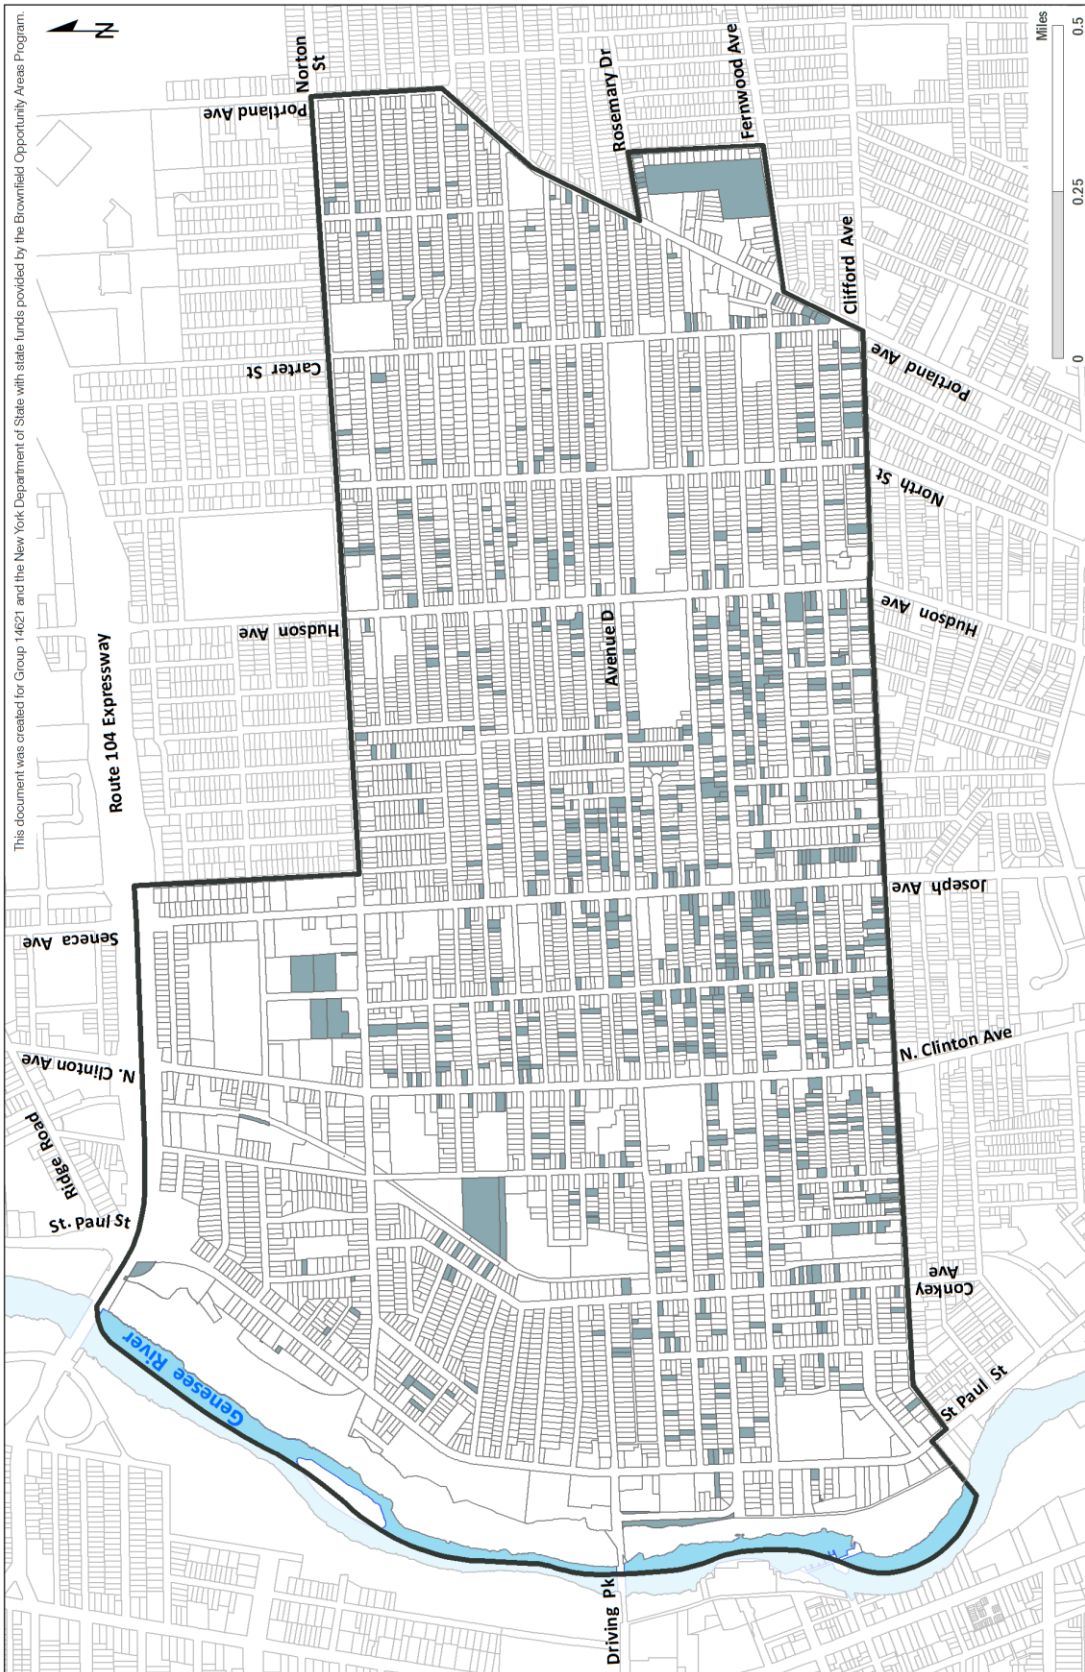 This document was created for Group 14621 and the New York Department of State with state funds povided by the Brownfield Opportunity Areas Program.
N
Norton
St
Portland Ave
Rosemary Dr
Fernwood Ave
Clifford Ave
Portland Ave
Carter St
North St
Hudson Ave
Hudson Ave
Avenue D
Route 104 Expressway
Joseph Ave
Seneca Ave
N. Clinton Ave
N. Clinton Ave
Ridge Road
St. Paul St
Conkey
Ave
St Paul St
Genesee River
Driving Pk
Miles
0
0.25
0.5